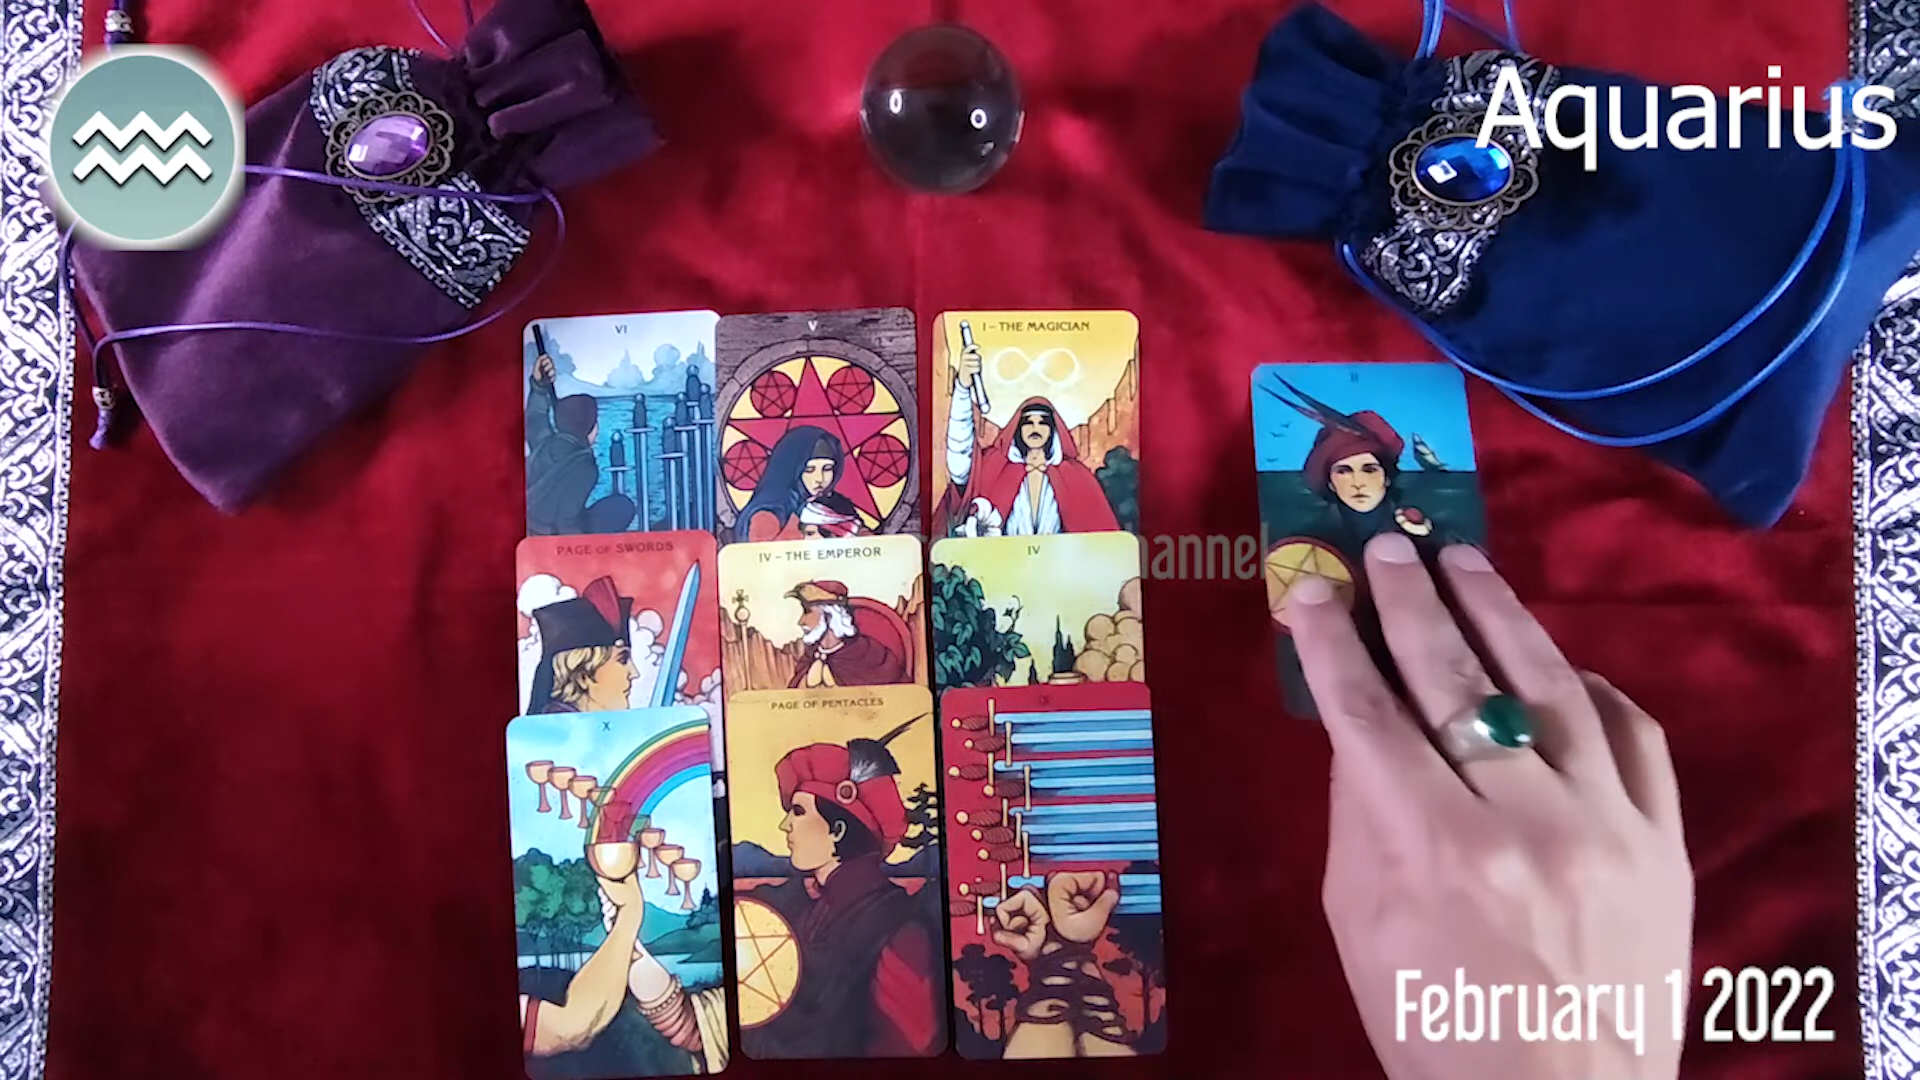 Aquarius
VI
V
I – THE MAGICIAN
II
PAGE OF SWORDS
IV – THE EMPEROR
IV
hannel
X
PAGE OF PENTACLES
IX
February 1 2022